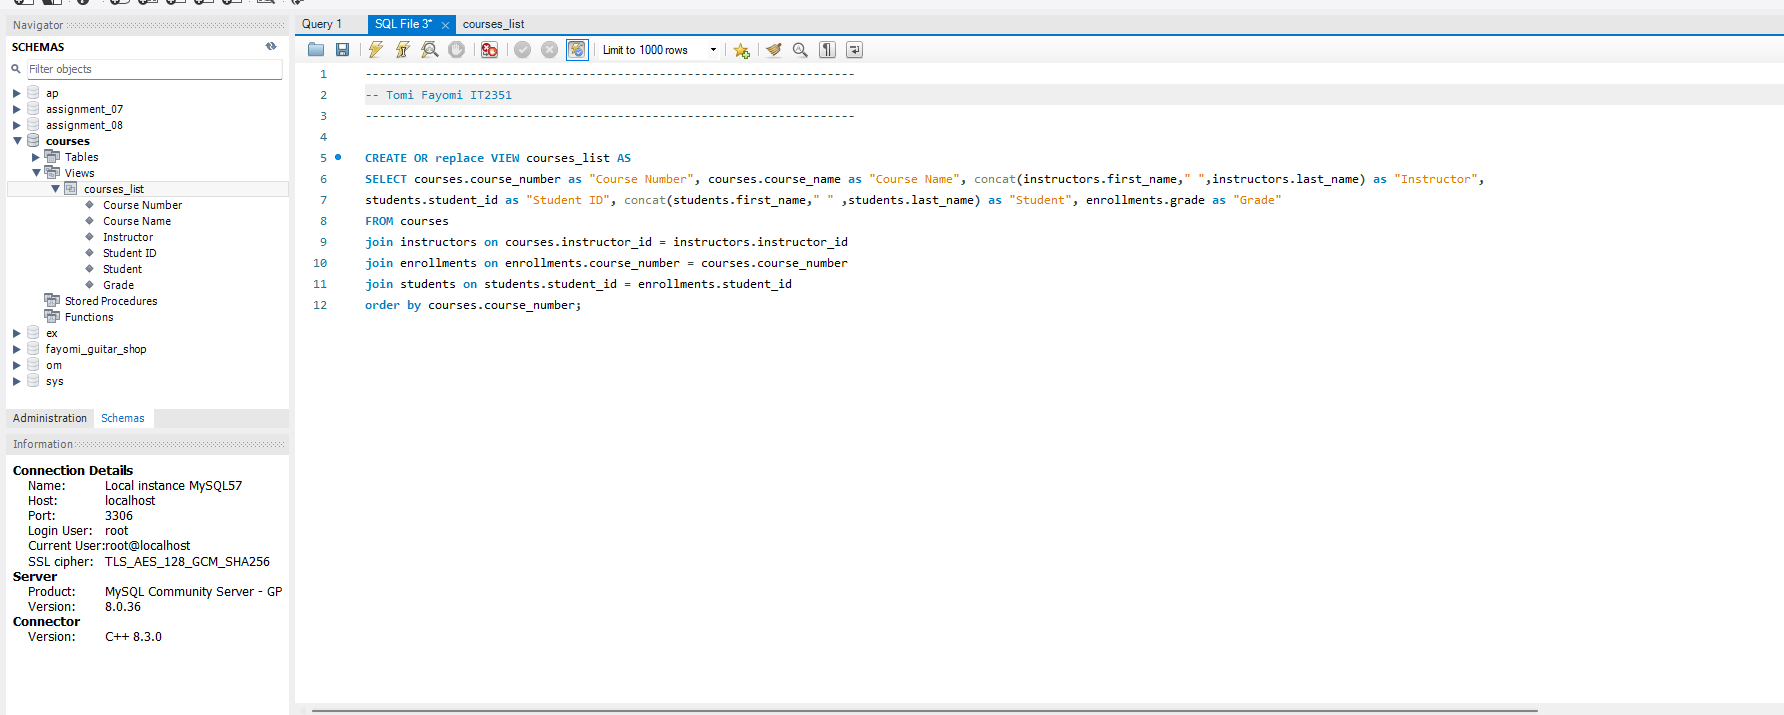 Navigator
SCHEMAS
Filter objects
ap
assignment_07
assignment_08
courses
Tables
Views
courses_list
Course Number
Course Name
Instructor
Student ID
Student
Grade
Stored Procedures
Functions
ex
fayomi_guitar_shop
om
sys
Administration Schemas
Information
Connection Details
Name: Local instance MySQL57
Host: localhost
Port: 3306
Login User: root
Current User:root@localhost
SSL cipher: TLS_AES_128_GCM_SHA256
Server
Product: MySQL Community Server - GP
Version: 8.0.36
Connector
Version: C++ 8.3.0
Query 1 SQL File 3* courses_list
Limit to 1000 rows
1 ----------------------------------------------------------------------
2 -- Tomi Fayomi IT2351
3 ----------------------------------------------------------------------
4
5 CREATE OR replace VIEW courses_list AS
6 SELECT courses.course_number as "Course Number", courses.course_name as "Course Name", concat(instructors.first_name," ",instructors.last_name) as "Instructor",
7 students.student_id as "Student ID", concat(students.first_name," " ,students.last_name) as "Student", enrollments.grade as "Grade"
8 FROM courses
9 join instructors on courses.instructor_id = instructors.instructor_id
10 join enrollments on enrollments.course_number = courses.course_number
11 join students on students.student_id = enrollments.student_id
12 order by courses.course_number;